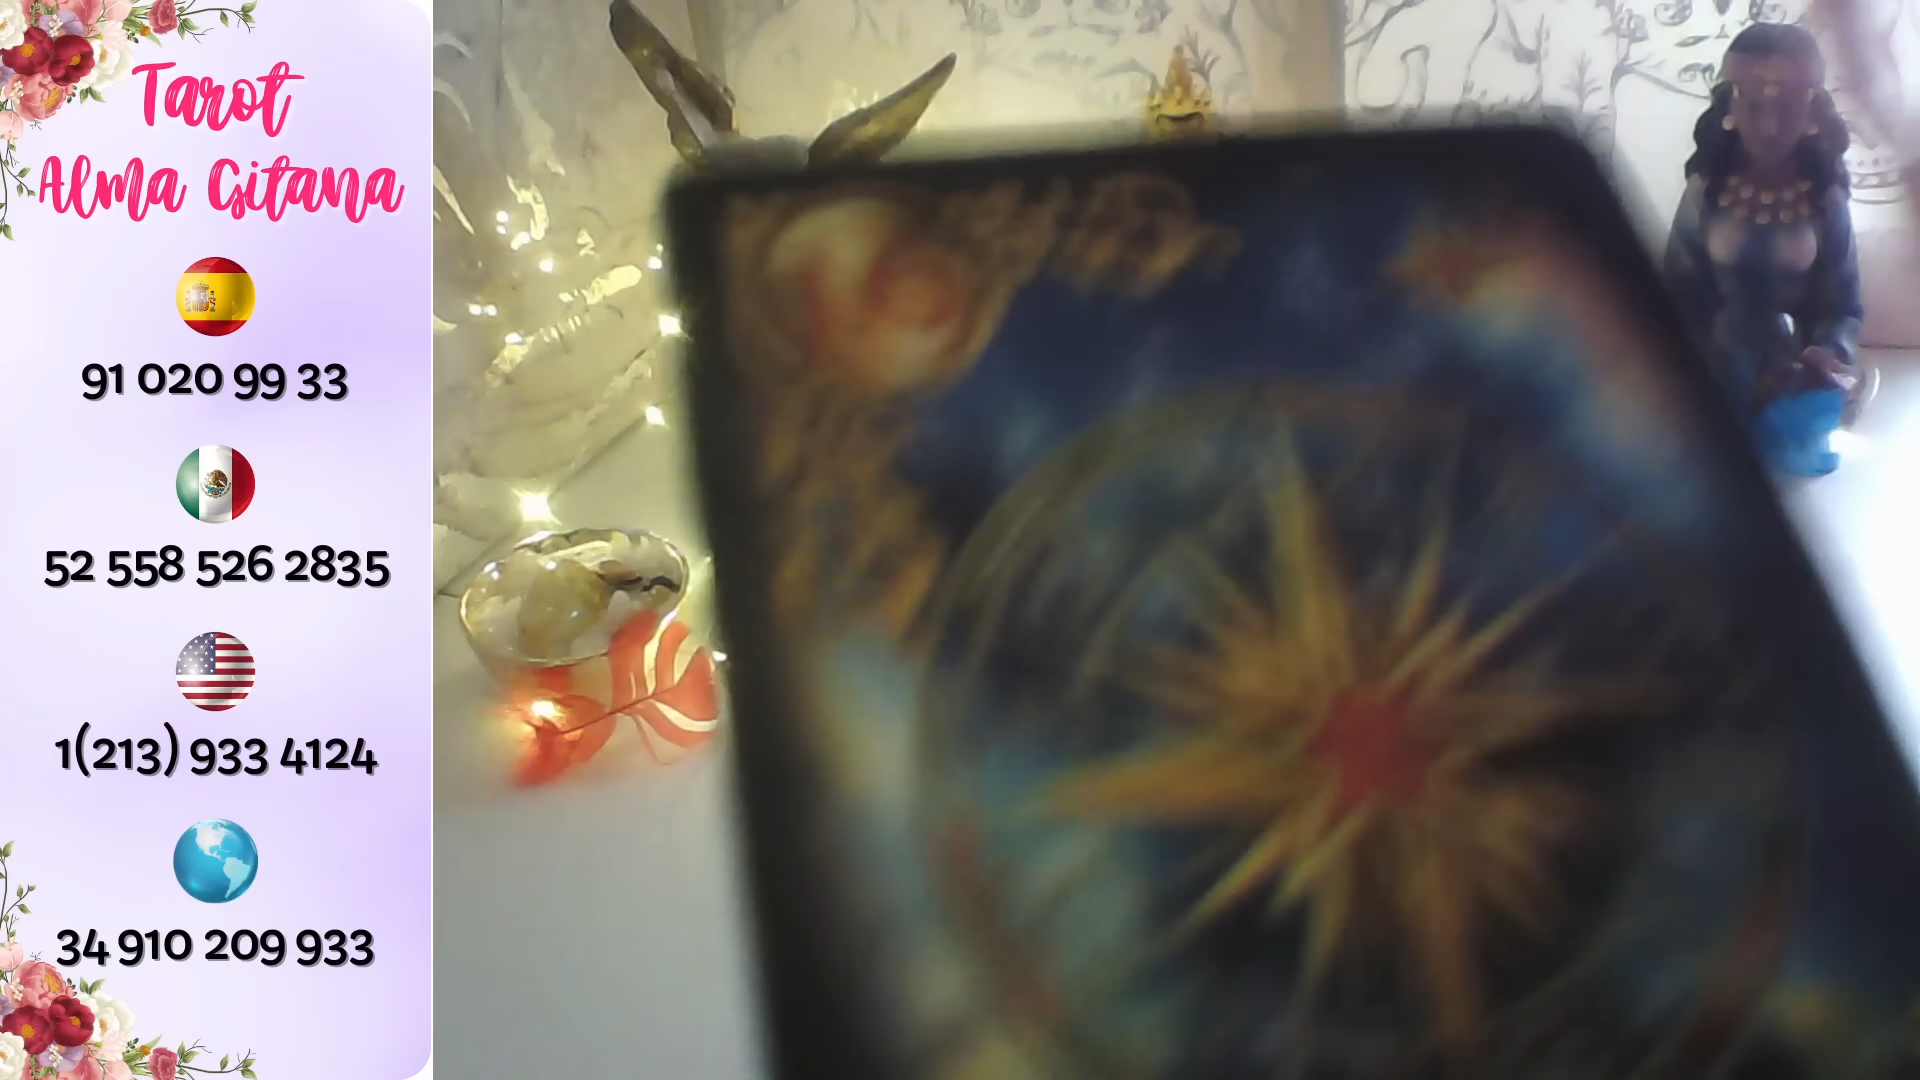 Tarot
Alma Gitana
91 020 99 33
52 558 526 2835
1(213) 933 4124
34 910 209 933